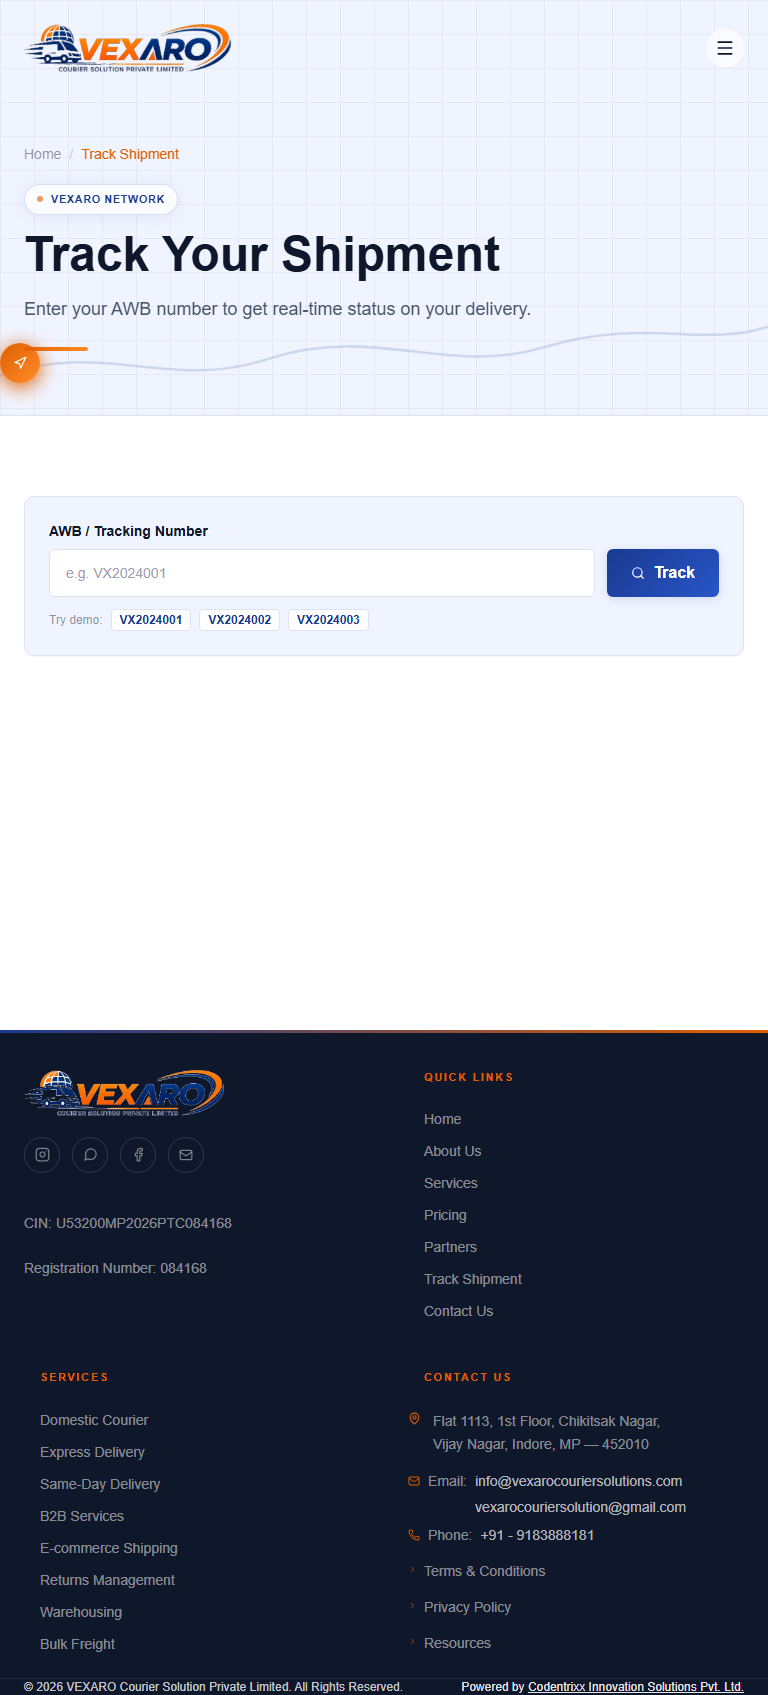 VEXARO
COURIER SOLUTION PRIVATE LIMITED
Home / Track Shipment
VEXARO NETWORK
Track Your Shipment
Enter your AWB number to get real-time status on your delivery.
AWB / Tracking Number
e.g. VX2024001
Track
Try demo: VX2024001 VX2024002 VX2024003
VEXARO
COURIER SOLUTION PRIVATE LIMITED
CIN: U53200MP2026PTC084168
Registration Number: 084168
QUICK LINKS
Home
About Us
Services
Pricing
Partners
Track Shipment
Contact Us
SERVICES
Domestic Courier
Express Delivery
Same-Day Delivery
B2B Services
E-commerce Shipping
Returns Management
Warehousing
Bulk Freight
CONTACT US
Flat 1113, 1st Floor, Chikitsak Nagar,
Vijay Nagar, Indore, MP — 452010
Email: info@vexarocouriersolutions.com
vexarocouriersolution@gmail.com
Phone: +91 - 9183888181
Terms & Conditions
Privacy Policy
Resources
© 2026 VEXARO Courier Solution Private Limited. All Rights Reserved.
Powered by Codentrixx Innovation Solutions Pvt. Ltd.